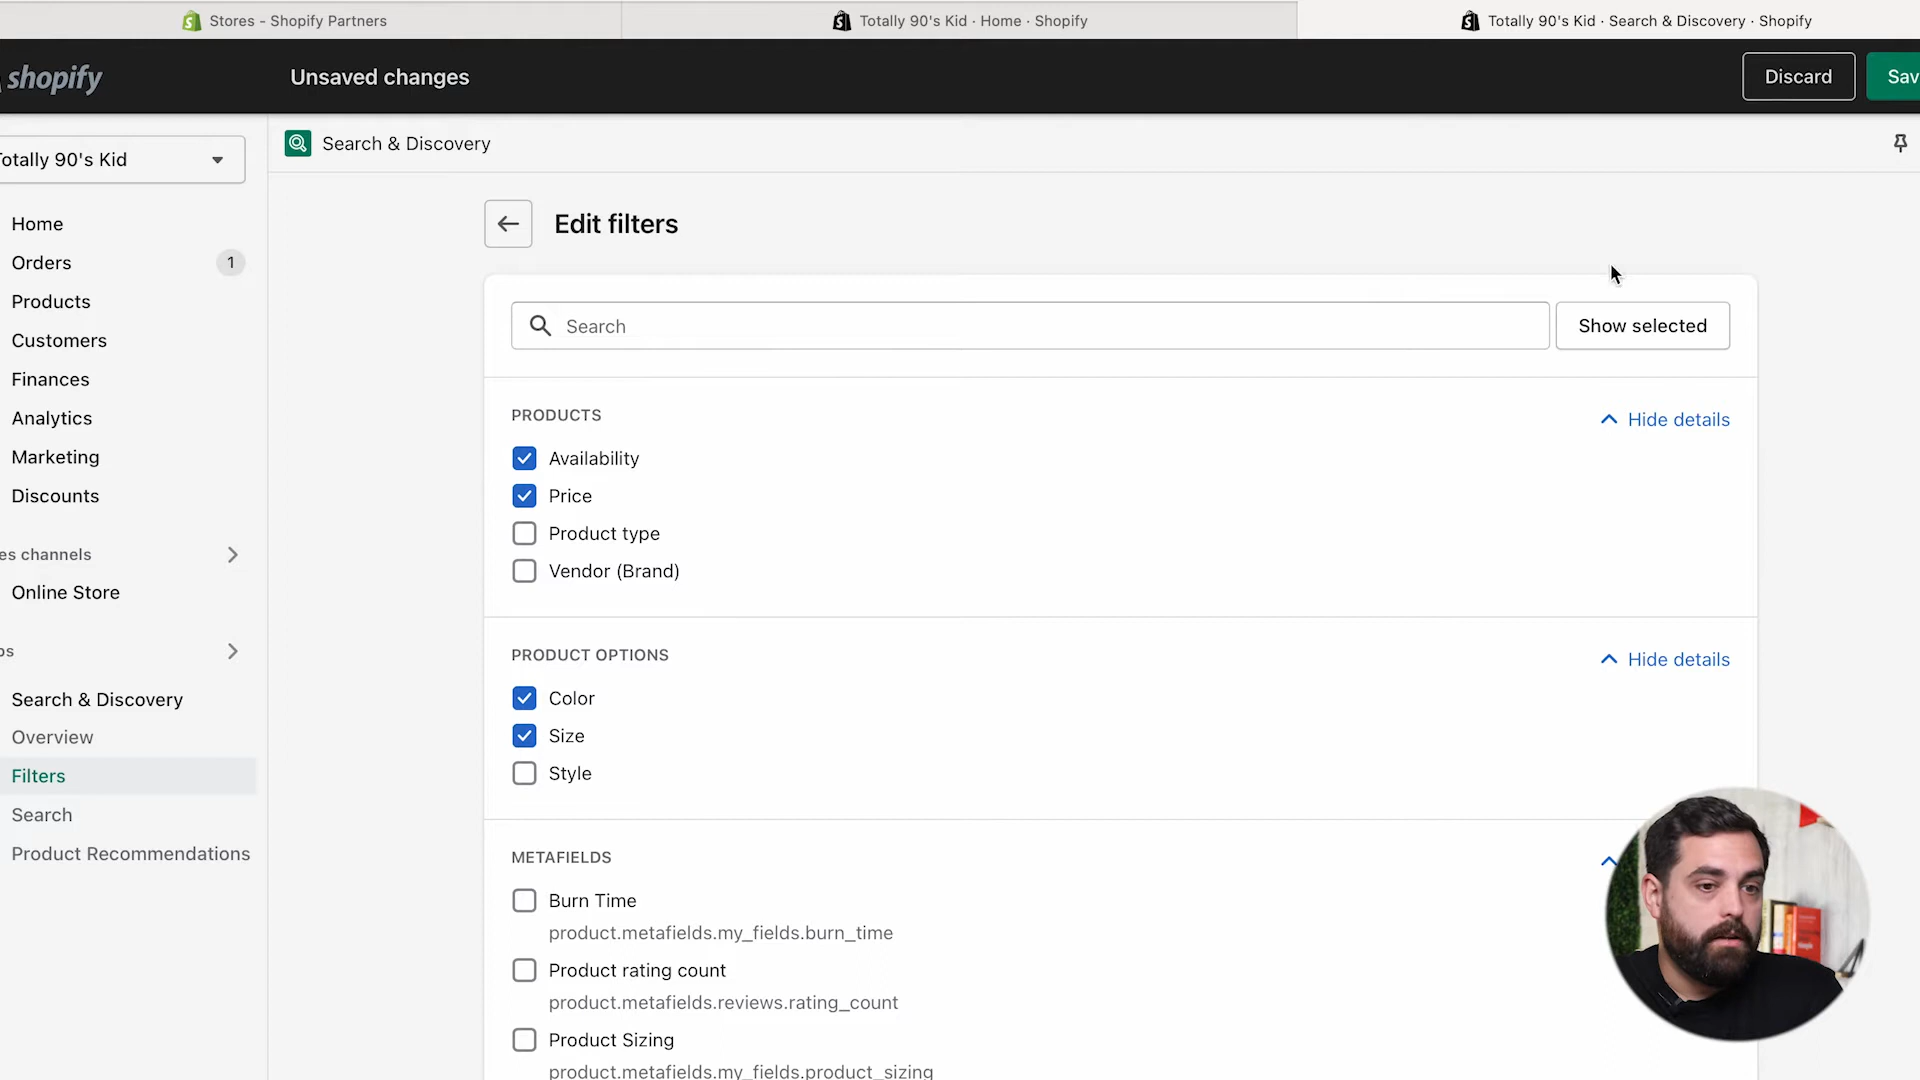 Stores - Shopify Partners
Totally 90's Kid · Home · Shopify
Totally 90's Kid · Search & Discovery · Shopify
shopify
Unsaved changes
Discard
Sav
otally 90's Kid
Search & Discovery
Home
Orders
1
Products
Customers
Finances
Analytics
Marketing
Discounts
es channels
Online Store
ps
Search & Discovery
Overview
Filters
Search
Product Recommendations
Edit filters
Search
Show selected
PRODUCTS
Hide details
Availability
Price
Product type
Vendor (Brand)
PRODUCT OPTIONS
Hide details
Color
Size
Style
METAFIELDS
Burn Time
product.metafields.my_fields.burn_time
Product rating count
product.metafields.reviews.rating_count
Product Sizing
product.metafields.my_fields.product_sizing